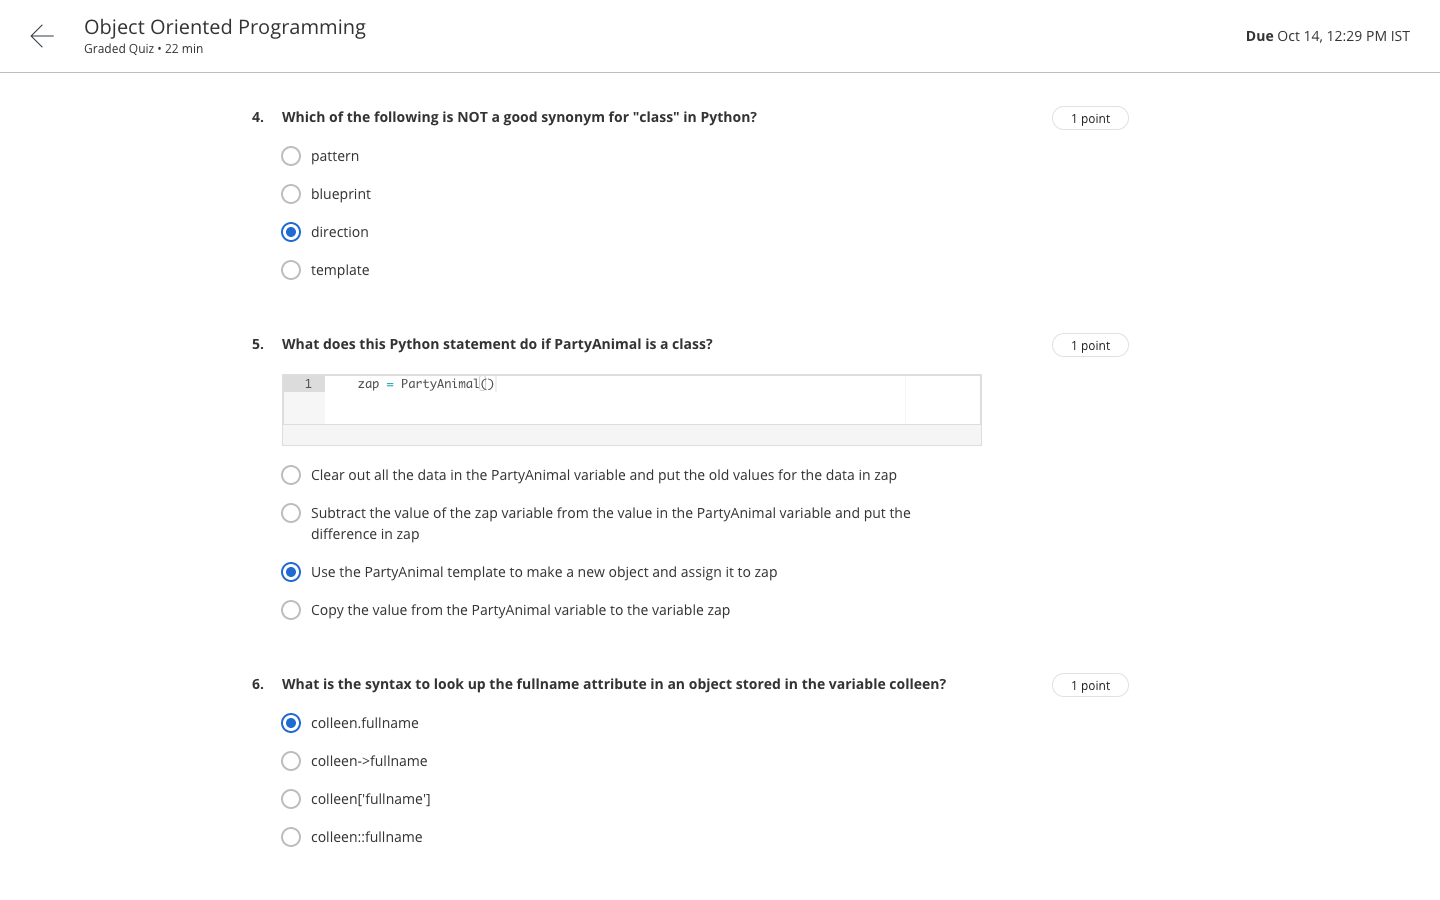 Object Oriented Programming
Graded Quiz • 22 min
Due Oct 14, 12:29 PM IST
4. Which of the following is NOT a good synonym for "class" in Python?
1 point
pattern
blueprint
direction
template
5. What does this Python statement do if PartyAnimal is a class?
1 point
1 zap = PartyAnimal()
Clear out all the data in the PartyAnimal variable and put the old values for the data in zap
Subtract the value of the zap variable from the value in the PartyAnimal variable and put the
difference in zap
Use the PartyAnimal template to make a new object and assign it to zap
Copy the value from the PartyAnimal variable to the variable zap
6. What is the syntax to look up the fullname attribute in an object stored in the variable colleen?
1 point
colleen.fullname
colleen->fullname
colleen['fullname']
colleen::fullname